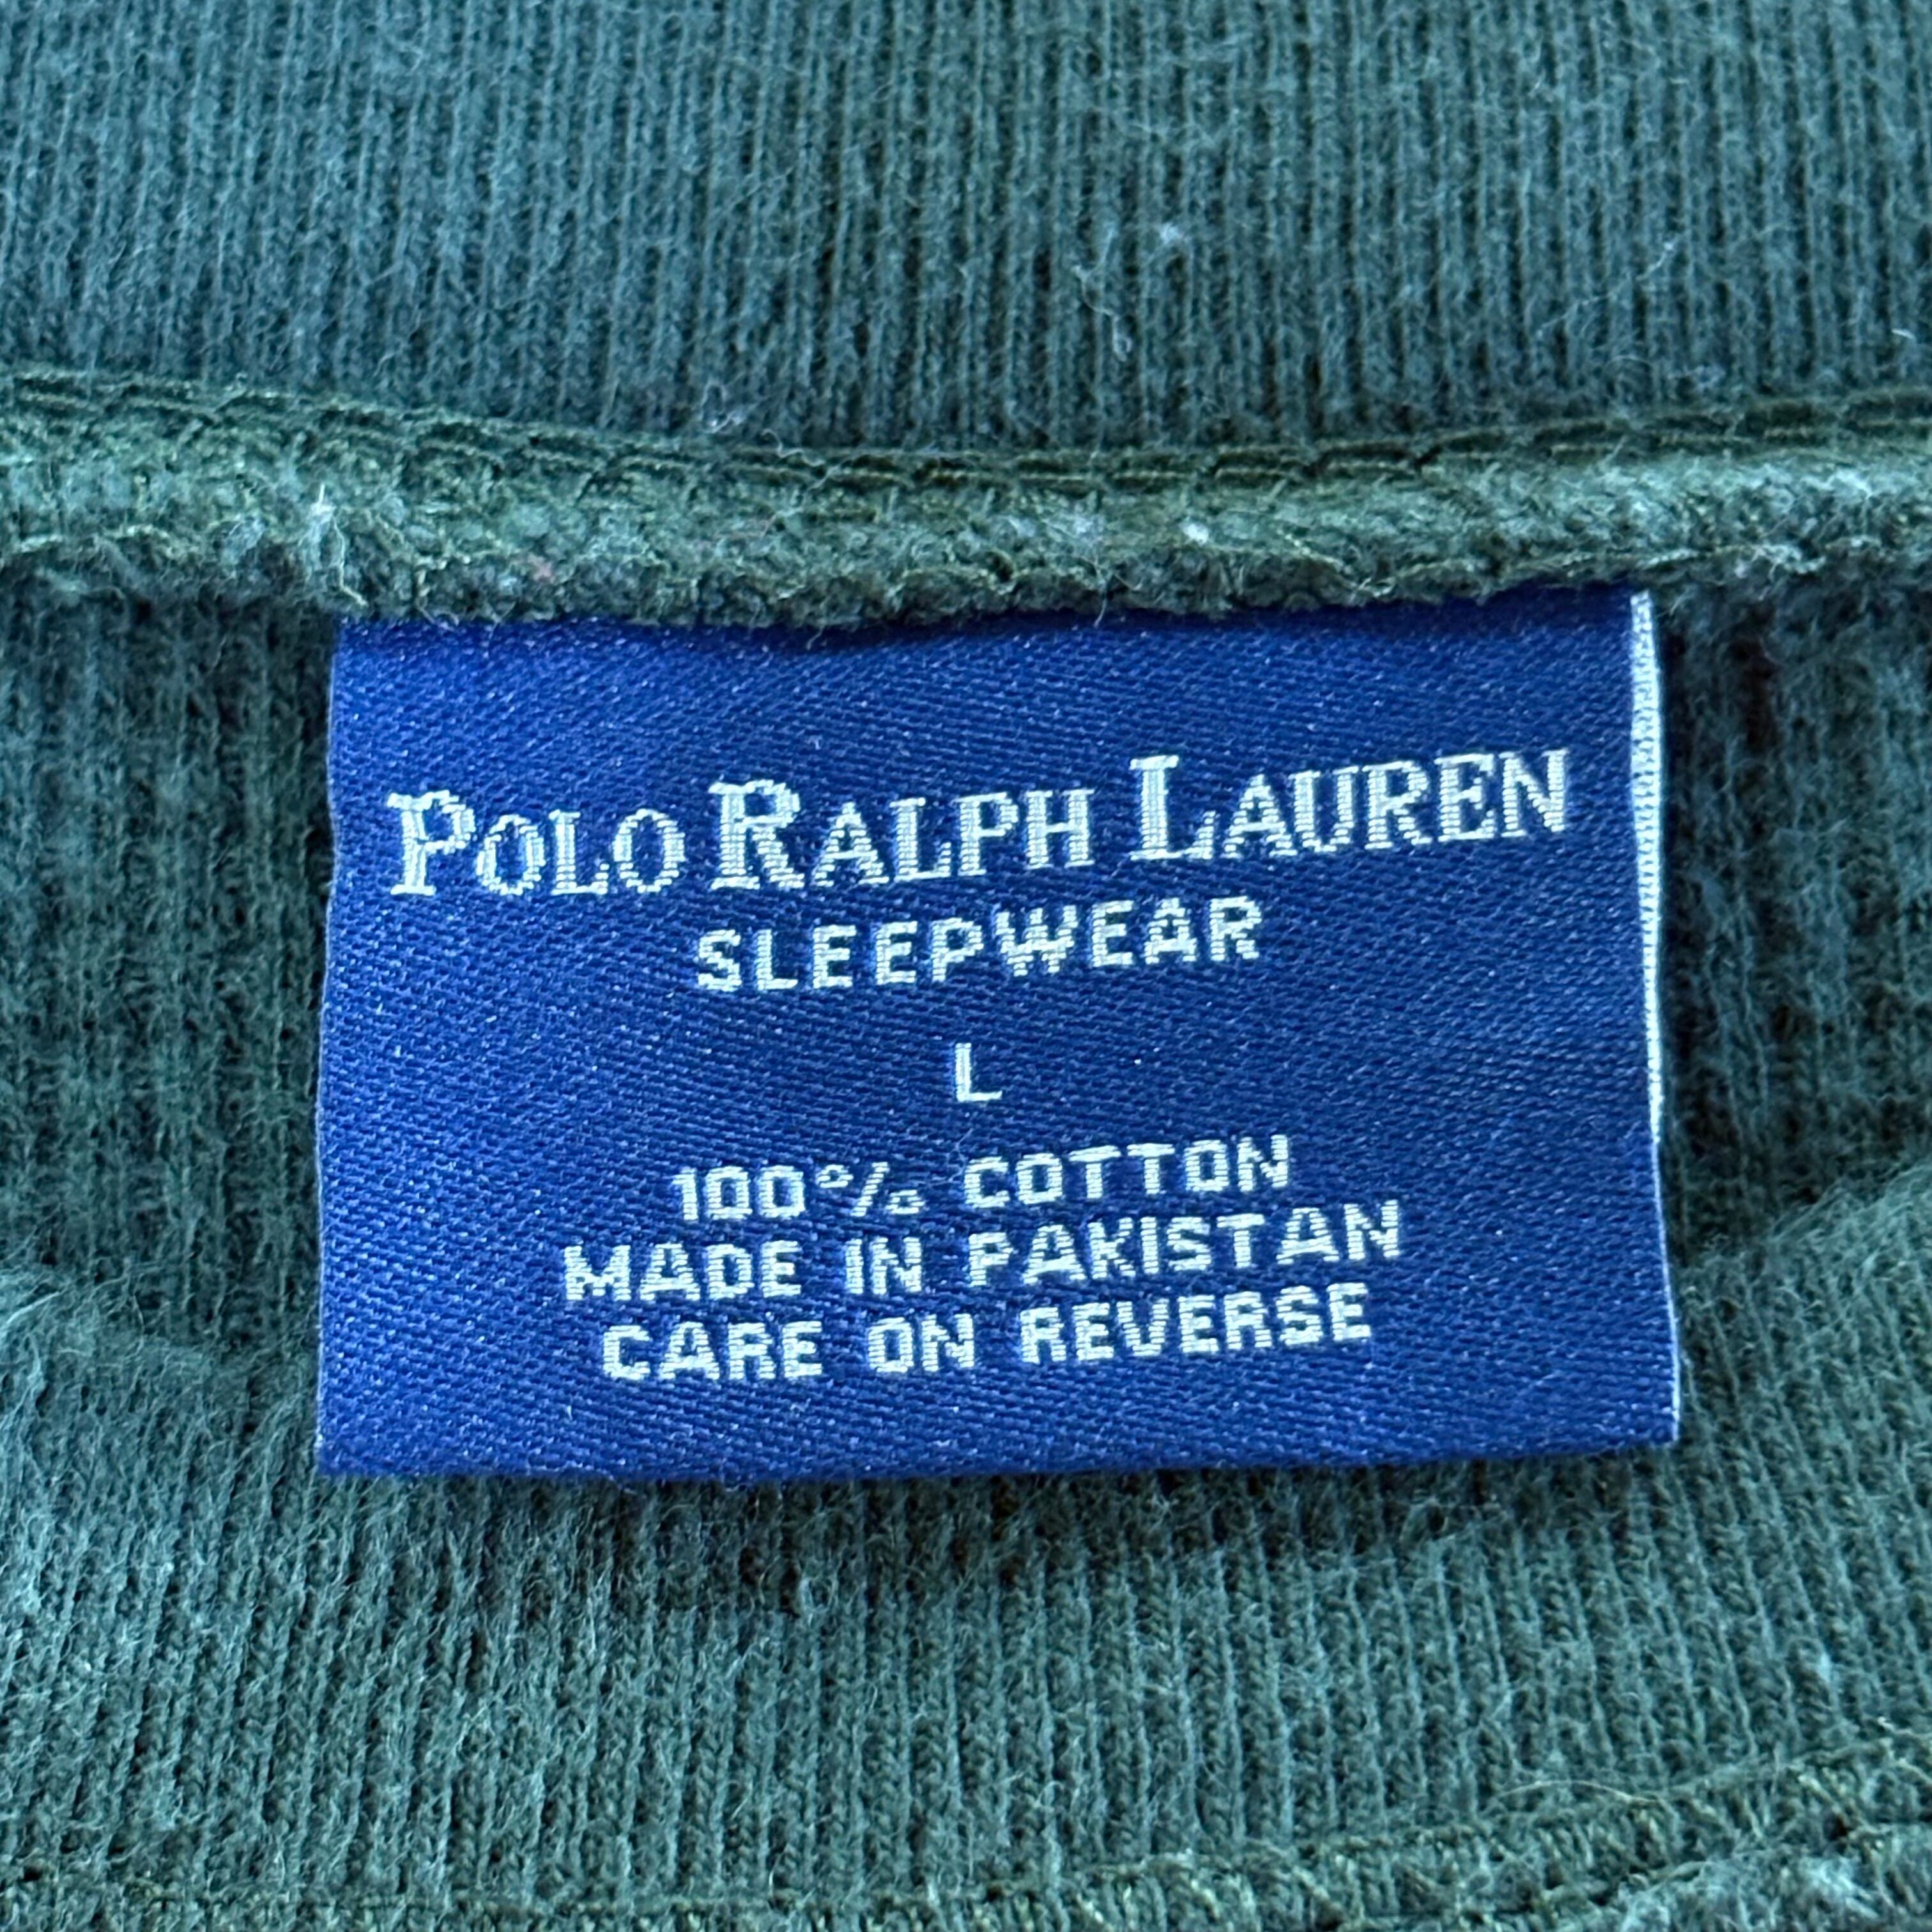 POLO RALPH LAUREN
SLEEPWEAR
L
100% COTTON
MADE IN PAKISTAN
CARE ON REVERSE